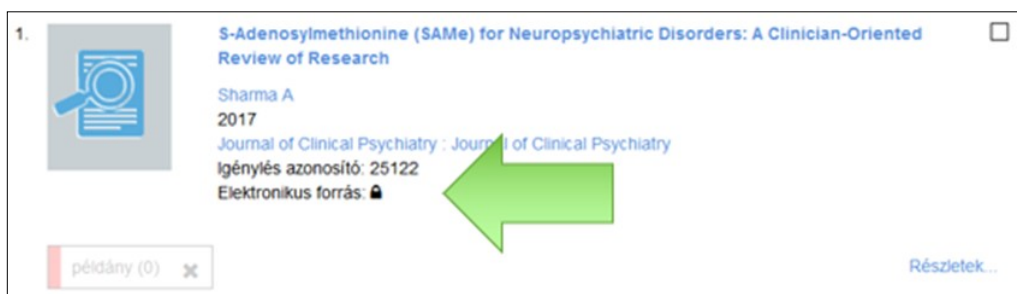 1.
S-Adenosylmethionine (SAMe) for Neuropsychiatric Disorders: A Clinician-Oriented
Review of Research
Sharma A
2017
Journal of Clinical Psychiatry : Journal of Clinical Psychiatry
Igénylés azonosító: 25122
Elektronikus forrás:
példány (0)
Részletek...